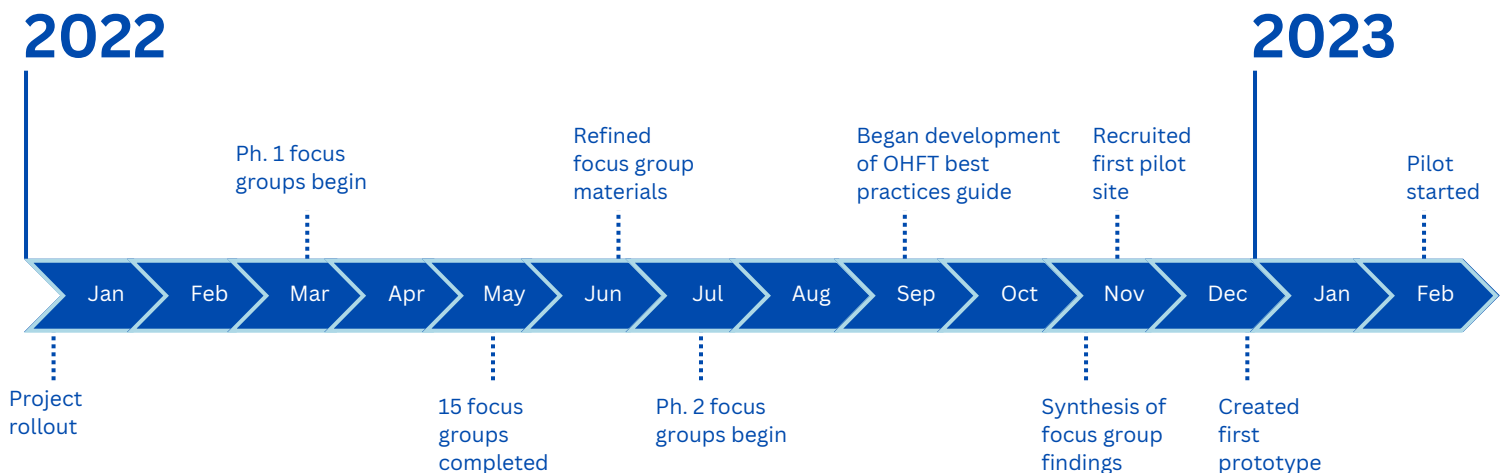 2022
2023
Ph. 1 focus
groups begin
Refined
focus group
materials
Began development
of OHFT best
practices guide
Recruited
first pilot
site
Pilot
started
Jan
Feb
Mar
Apr
May
Jun
Jul
Aug
Sep
Oct
Nov
Dec
Jan
Feb
Project
rollout
15 focus
groups
completed
Ph. 2 focus
groups begin
Synthesis of
focus group
findings
Created
first
prototype